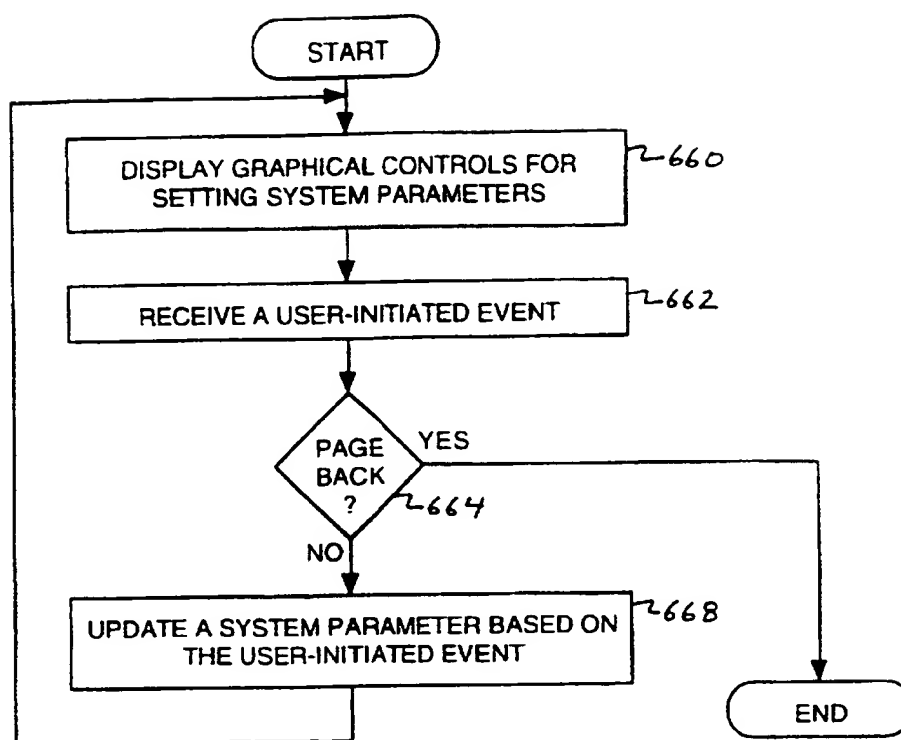 START
DISPLAY GRAPHICAL CONTROLS FOR
SETTING SYSTEM PARAMETERS
660
RECEIVE A USER-INITIATED EVENT
662
PAGE
BACK
?
YES
664
NO
UPDATE A SYSTEM PARAMETER BASED ON
THE USER-INITIATED EVENT
668
END